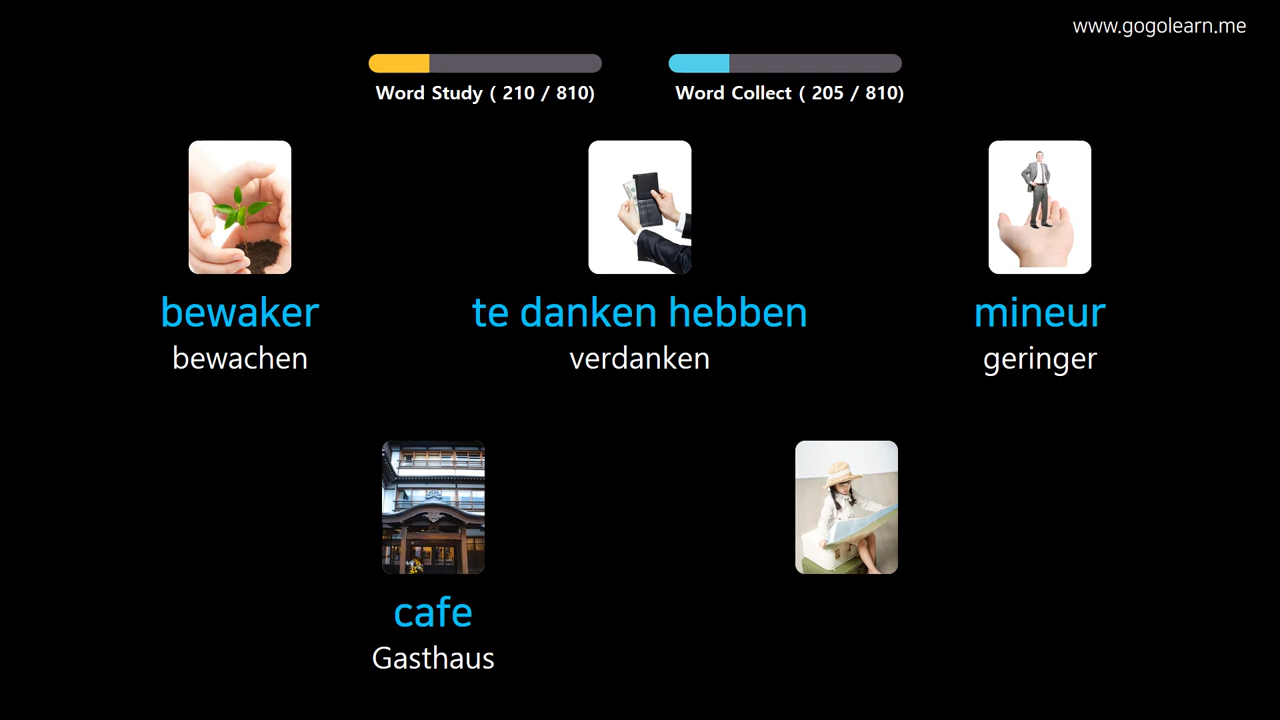 www.gogolearn.me
Word Study ( 210 / 810)
Word Collect ( 205 / 810)
bewaker
bewachen
te danken hebben
verdanken
mineur
geringer
cafe
Gasthaus